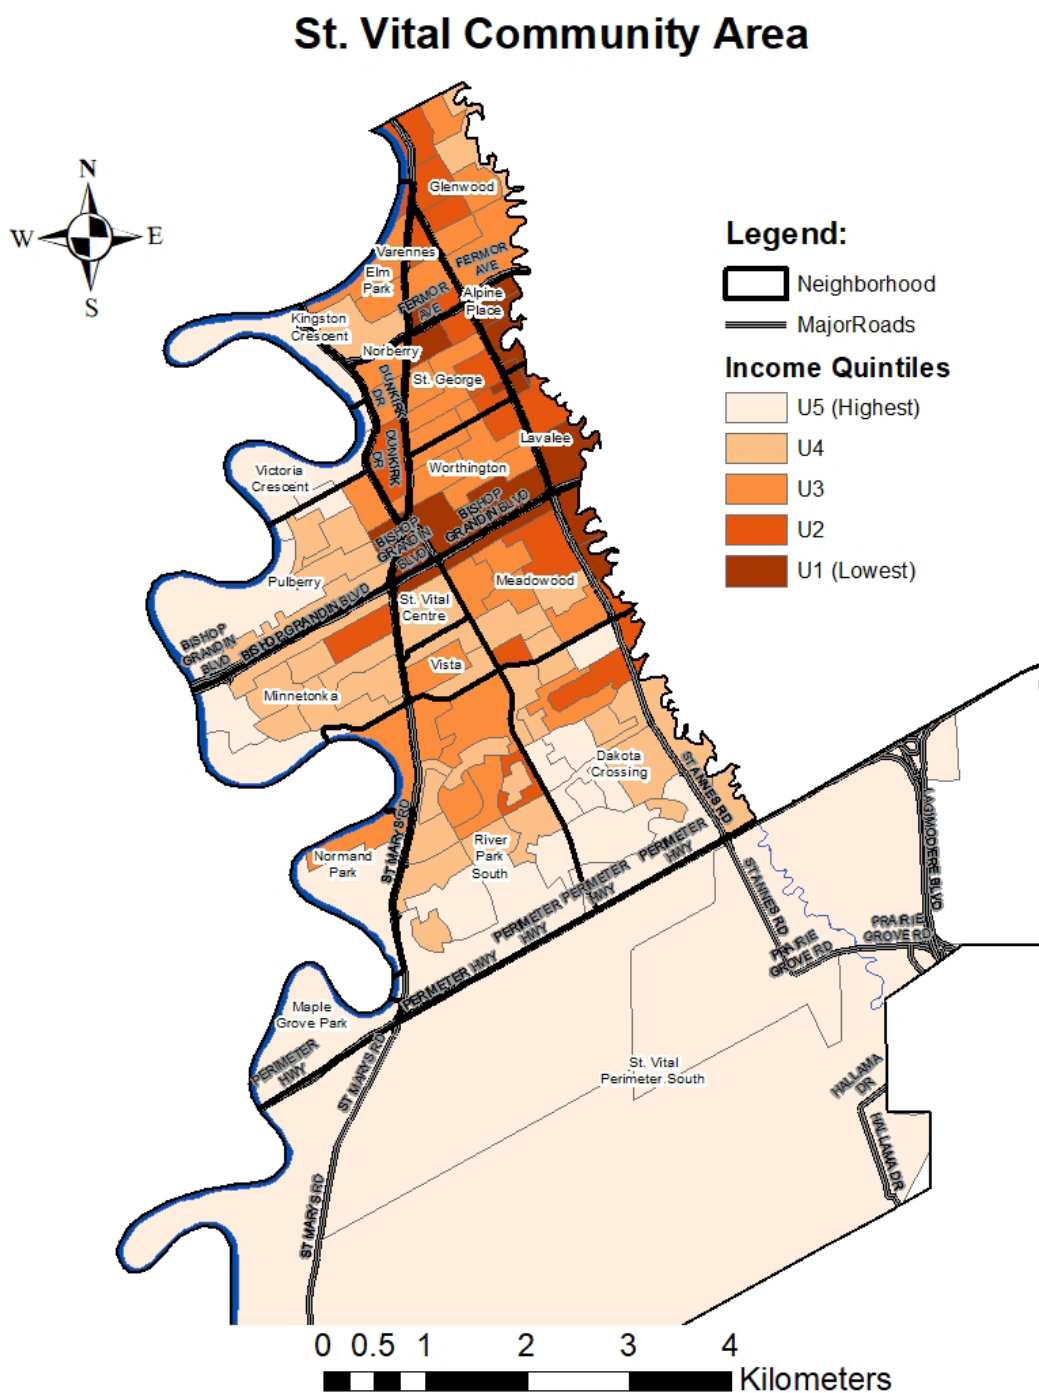 St. Vital Community Area
N
W
E
S
Legend:
Neighborhood
MajorRoads
Income Quintiles
U5 (Highest)
U4
U3
U2
U1 (Lowest)
Glenwood
Varennes
FERMOR
AVE
Elm
Park
FERMOR
AVE
Alpine
Place
Kingston
Crescent
Norberry
DUNKIRK
DR
St. George
DUNKIRK
DR
Lavalee
Worthington
Victoria
Crescent
BISHOP
GRANDIN BLVD
BISHOP
GRANDIN
BLVD
Pulberry
Meadowood
St. Vital
Centre
BISHOP GRANDIN BLVD
BISHOP
GRANDIN
BLVD
Vista
Minnetonka
Dakota
Crossing
ST ANNES RD
ST MARYS RD
River
Park
South
Normand
Park
PERIMETER
HWY
PERIMETER
HWY
PERIMETER
HWY
PERIMETER HWY
LAGIMODIERE BLVD
ST ANNES RD
PRAIRIE
GROVE RD
PRAIRIE
GROVE RD
Maple
Grove Park
PERIMETER
HWY
ST MARYS RD
St. Vital
Perimeter South
HALLAMA
DR
HALLAMA DR
ST MARYS RD
0 0.5 1 2 3 4
Kilometers